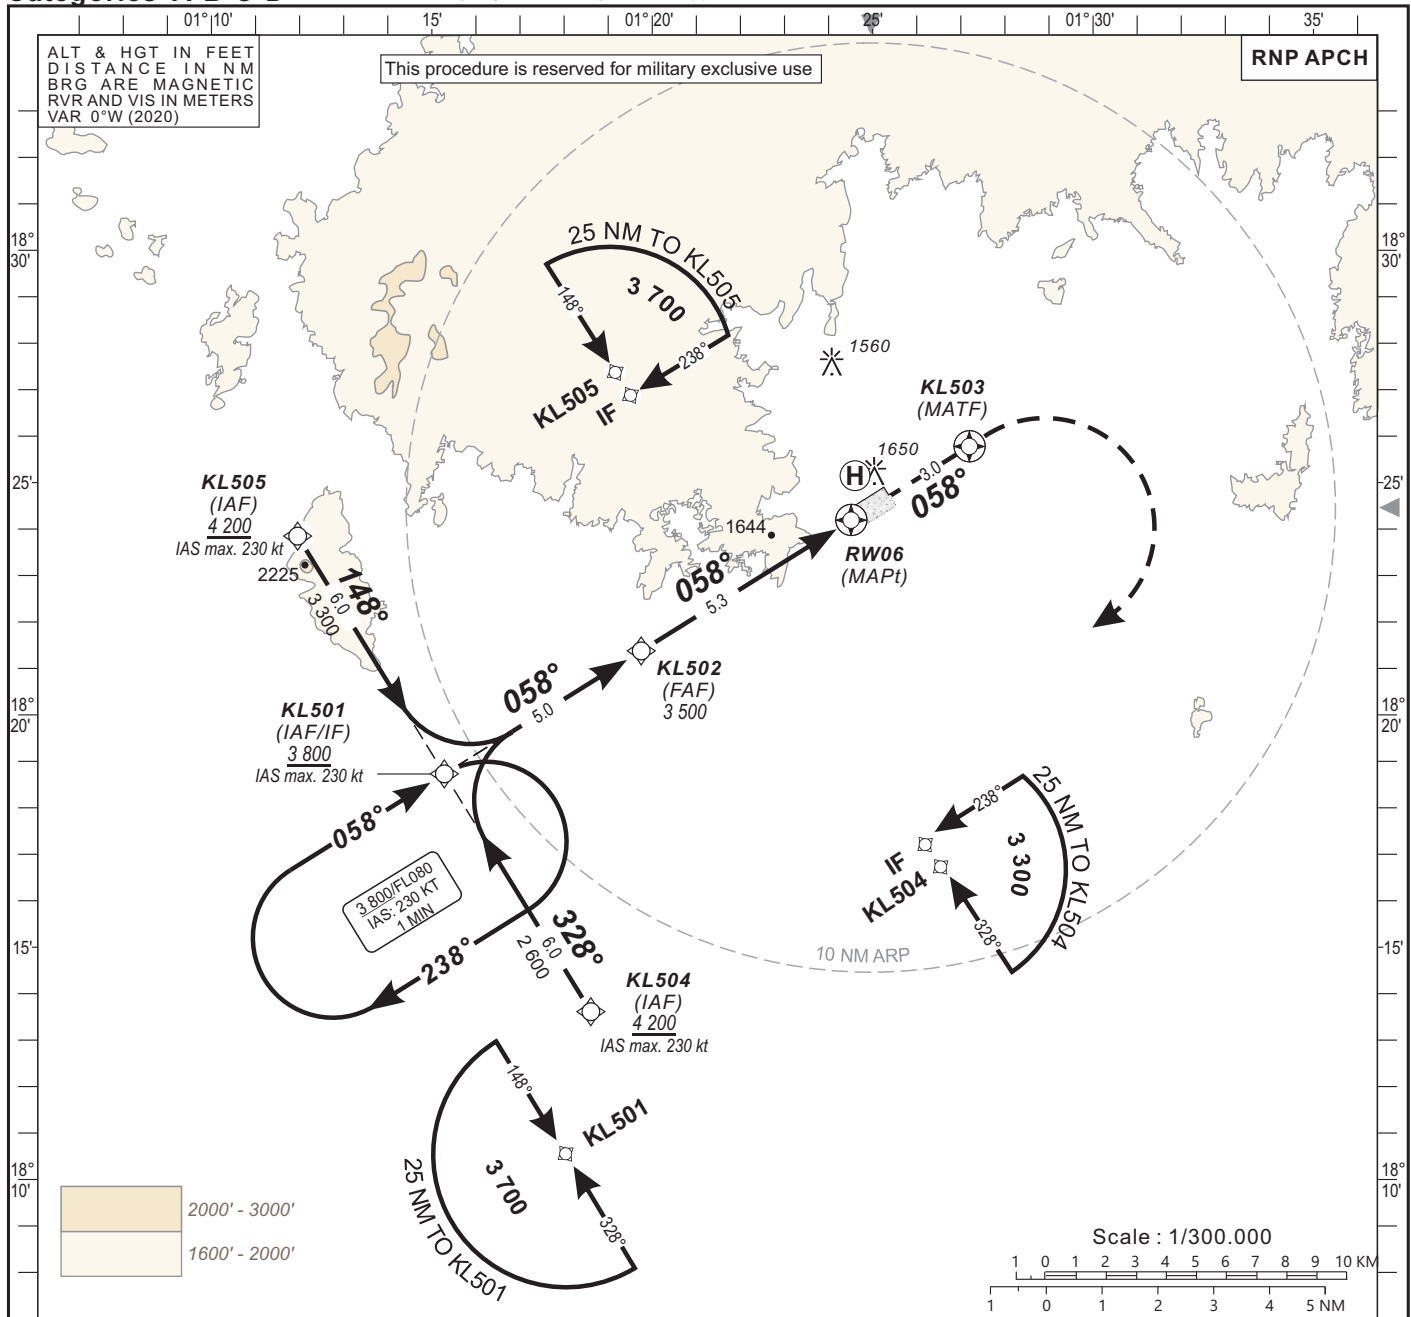 01°10'
15'
01°20'
25'
01°30'
35'
ALT & HGT IN FEET
DISTANCE IN NM
BRG ARE MAGNETIC
RVR AND VIS IN METERS
VAR 0°W (2020)
This procedure is reserved for military exclusive use
RNP APCH
18°
30'
18°
30'
25 NM TO KL505
3 700
148°
238°
KL505
IF
1560
KL503
(MATF)
1650
H
3.0
058°
25'
25'
KL505
(IAF)
4 200
IAS max. 230 kt
2225
148°
6.0
3 300
1644
RW06
(MAPt)
058°
5.3
KL502
(FAF)
3 500
058°
5.0
18°
20'
18°
20'
KL501
(IAF/IF)
3 800
IAS max. 230 kt
058°
3 800/FL080
IAS: 230 KT
1 MIN
238°
328°
6.0
2 600
KL504
(IAF)
4 200
IAS max. 230 kt
25 NM TO KL504
238°
3 300
IF
KL504
328°
10 NM ARP
15'
15'
148°
KL501
3 700
328°
25 NM TO KL501
18°
10'
18°
10'
2000' - 3000'
1600' - 2000'
Scale : 1/300.000
1 0 1 2 3 4 5 6 7 8 9 10 KM
1 0 1 2 3 4 5 NM